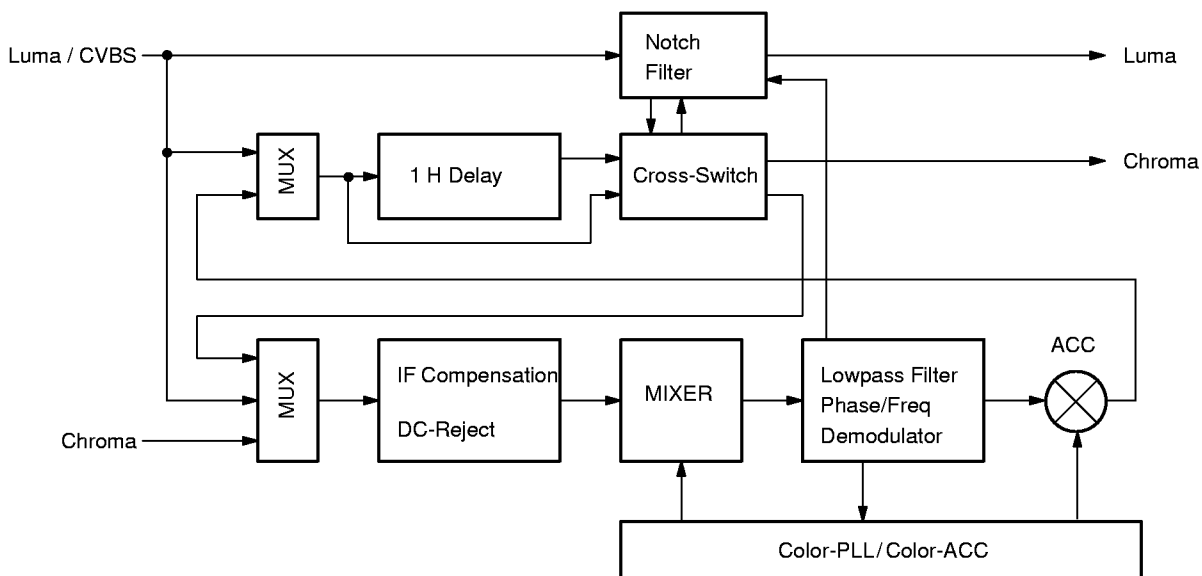 Notch
Filter
Luma / CVBS
Luma
MUX
1 H Delay
Cross-Switch
Chroma
ACC
MUX
IF Compensation
DC-Reject
MIXER
Lowpass Filter
Phase/Freq
Demodulator
Chroma
Color-PLL/Color-ACC